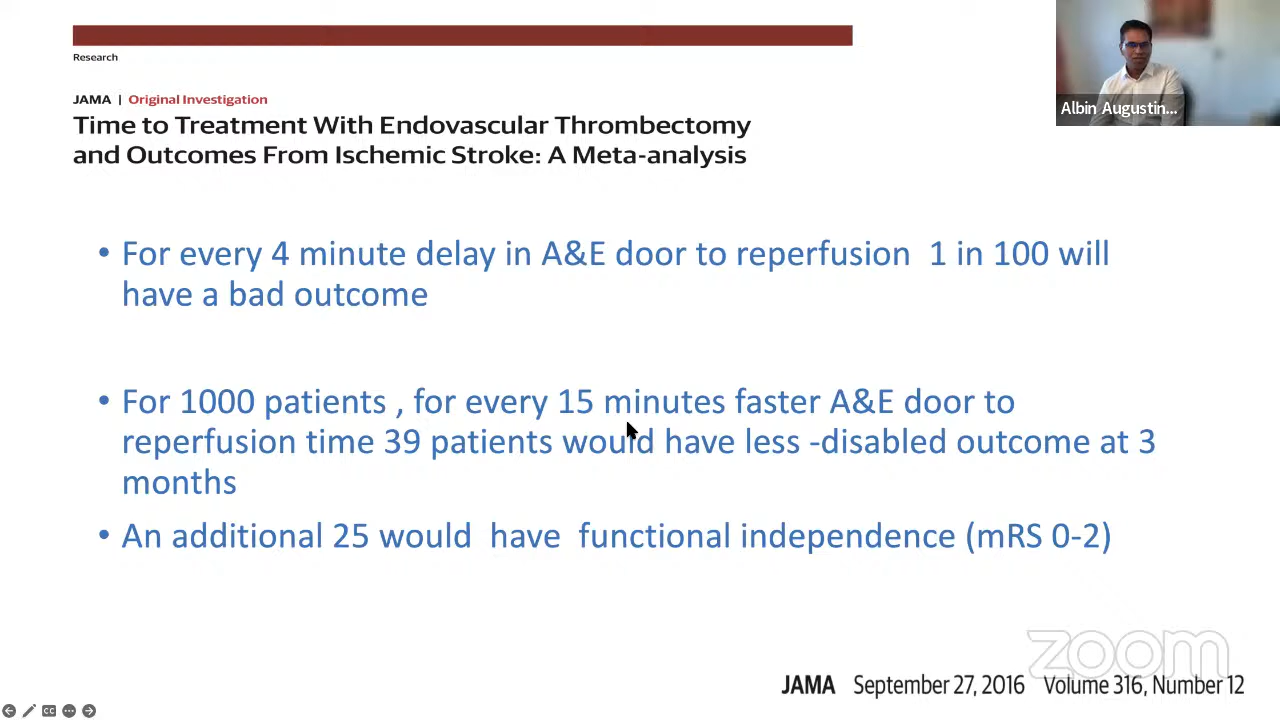 Research
JAMA | Original Investigation
Time to Treatment With Endovascular Thrombectomy
and Outcomes From Ischemic Stroke: A Meta-analysis
Albin Augustin...
• For every 4 minute delay in A&E door to reperfusion 1 in 100 will
have a bad outcome
• For 1000 patients , for every 15 minutes faster A&E door to
reperfusion time 39 patients would have less -disabled outcome at 3
months
• An additional 25 would have functional independence (mRS 0-2)
zoom
JAMA September 27, 2016 Volume 316, Number 12
CC